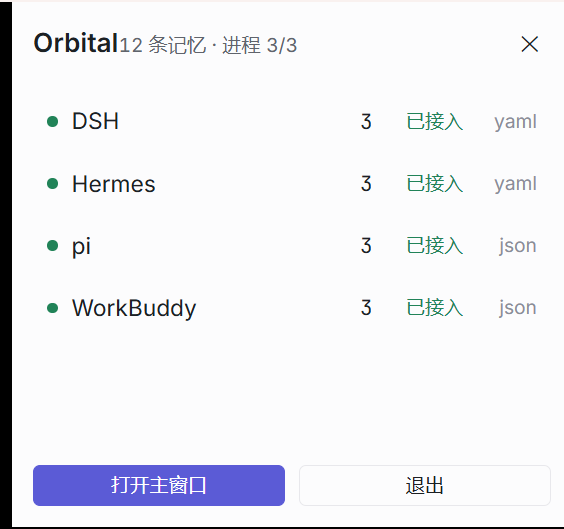 Orbital12 条记忆 · 进程 3/3
DSH 3 已接入 yaml
Hermes 3 已接入 yaml
pi 3 已接入 json
WorkBuddy 3 已接入 json
打开主窗口 退出